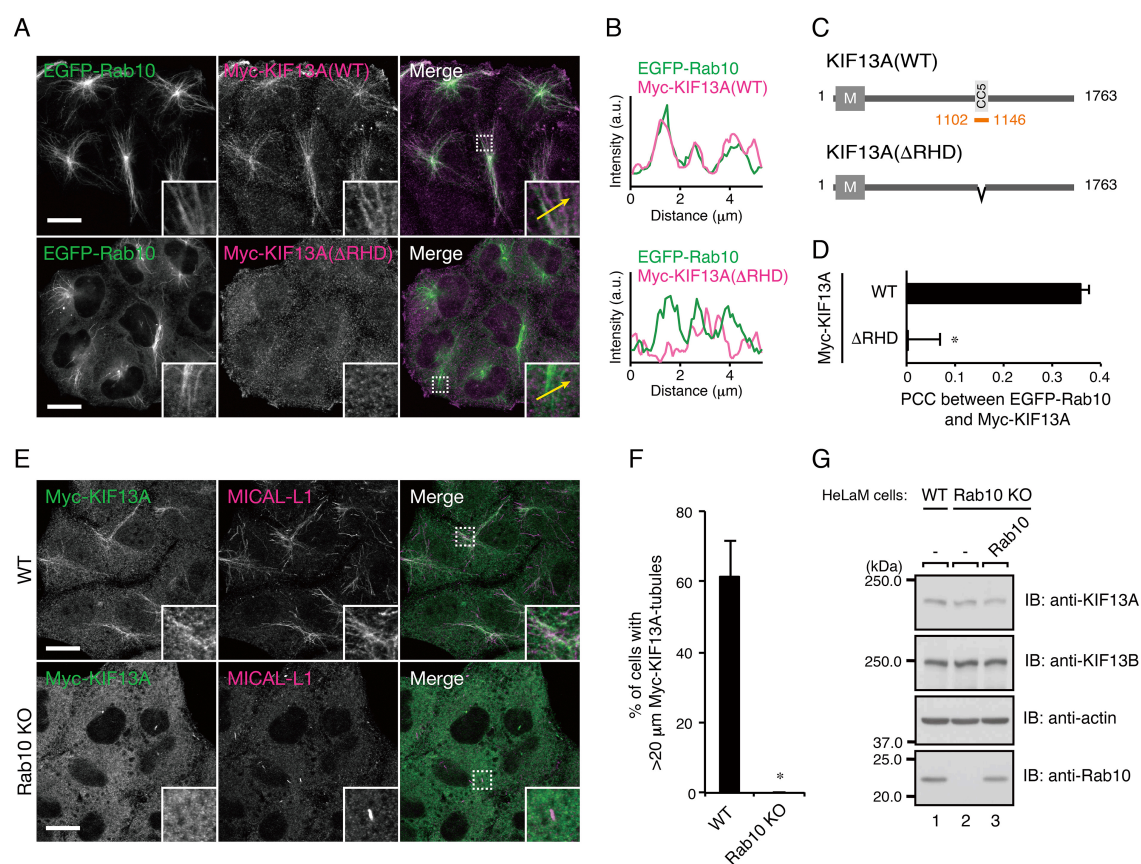 A
EGFP-Rab10
Myc-KIF13A(WT)
Merge
EGFP-Rab10
Myc-KIF13A(ΔRHD)
Merge
B
EGFP-Rab10
Myc-KIF13A(WT)
Intensity (a.u.)
0 2 4
Distance (μm)
EGFP-Rab10
Myc-KIF13A(ΔRHD)
Intensity (a.u.)
0 2 4
Distance (μm)
C
KIF13A(WT)
1 M CC5 1763
1102 1146
KIF13A(ΔRHD)
1 M 1763
D
Myc-KIF13A
WT
ΔRHD
*
0 0.1 0.2 0.3 0.4
PCC between EGFP-Rab10
and Myc-KIF13A
E
WT
Myc-KIF13A
MICAL-L1
Merge
Rab10 KO
Myc-KIF13A
MICAL-L1
Merge
F
% of cells with
>20 μm Myc-KIF13A-tubules
80
60
40
20
0
*
WT
Rab10 KO
G
HeLaM cells: WT Rab10 KO
- - Rab10
(kDa)
250.0
IB: anti-KIF13A
250.0
IB: anti-KIF13B
IB: anti-actin
37.0
25.0
IB: anti-Rab10
20.0
1 2 3